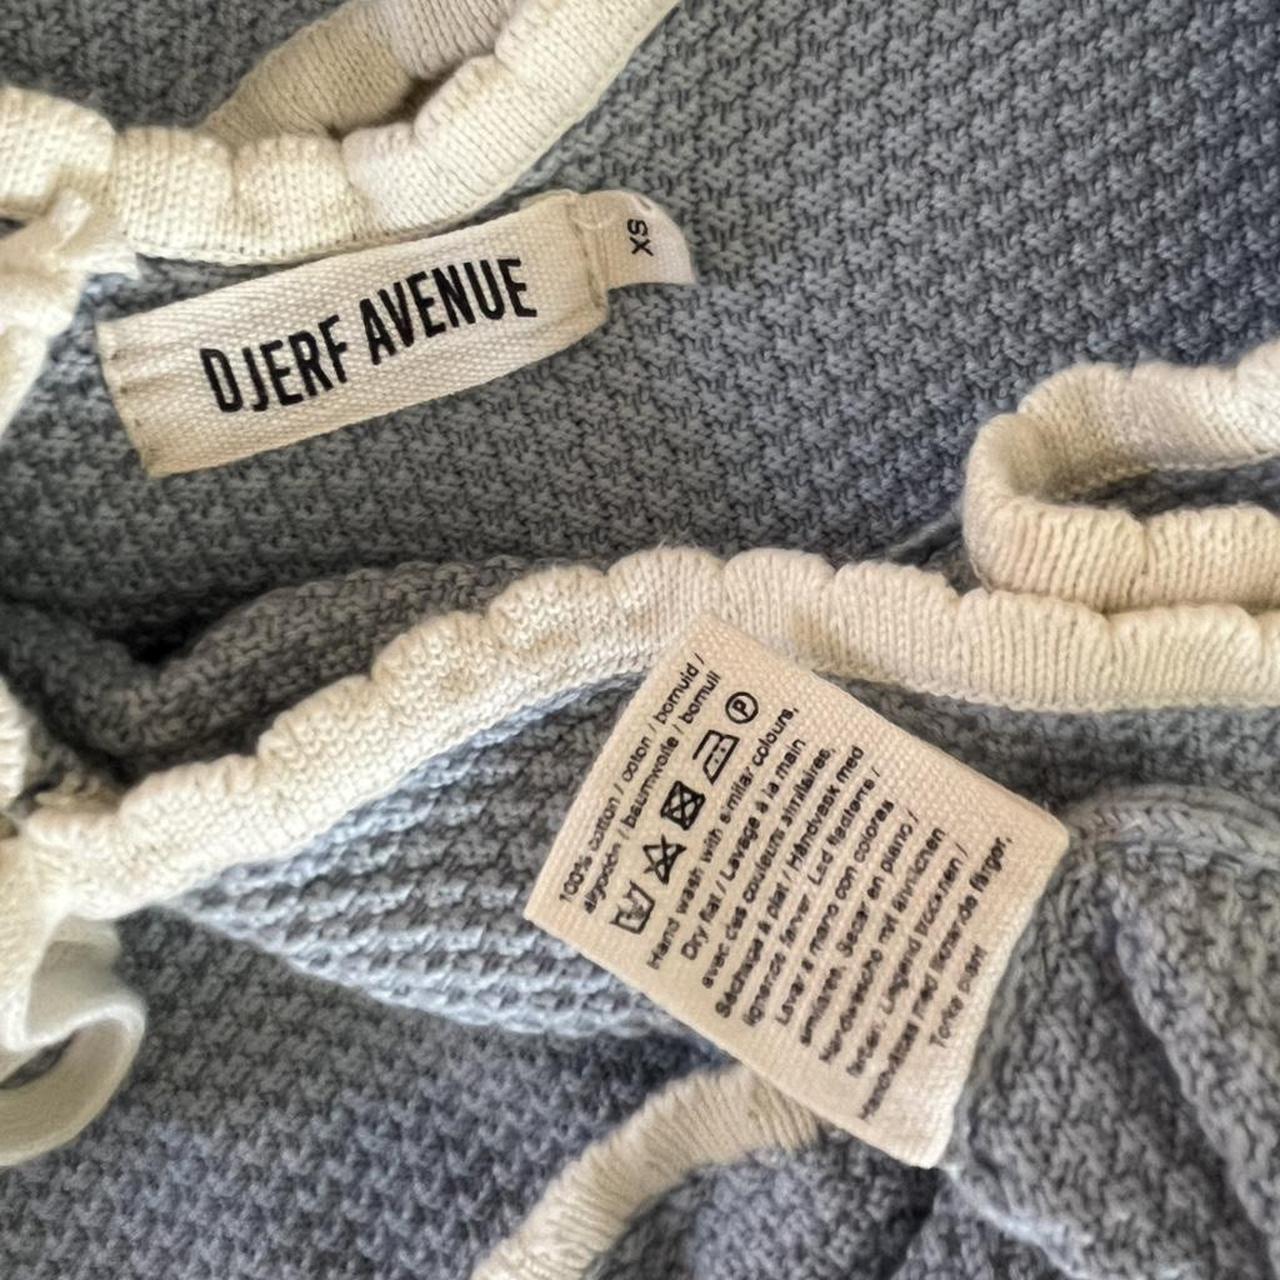 DJERF AVENUE
XS
100% cotton / coton / cotton / bomuld /
algodón / baumwolle / bomull
P
Hand wash with similar colours,
Dry flat / Lavage à la main
avec des couleurs similaires,
Séchage à plat / Håndvask med
lignende farver, Lad fladtørre /
Lavar a mano con colores
similares, Secar en plano /
Handwäsche mit ähnlichen
farben, Liegend trocknen /
Handtvättas med liknande färger,
Torka plant